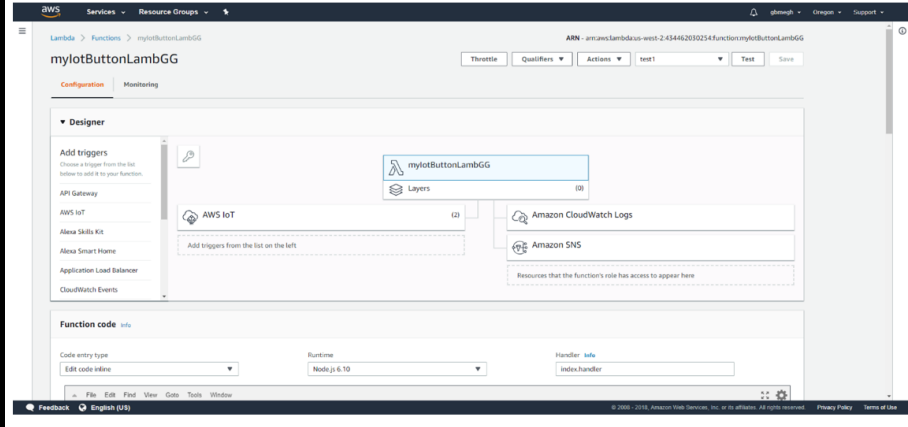 aws Services Resource Groups gbmegh Oregon Support
Lambda > Functions > myIotButtonLambGG ARN - arn:aws:lambda:us-west-2:434462030254:function:myIotButtonLambGG
myIotButtonLambGG Throttle Qualifiers Actions test1 Test Save
Configuration Monitoring
Designer
Add triggers
Choose a trigger from the list
below to add it to your function.
API Gateway
AWS IoT
Alexa Skills Kit
Alexa Smart Home
Application Load Balancer
CloudWatch Events
myIotButtonLambGG
Layers (0)
AWS IoT (2)
Add triggers from the list on the left
Amazon CloudWatch Logs
Amazon SNS
Resources that the function's role has access to appear here
Function code Info
Code entry type Runtime Handler Info
Edit code inline Node.js 6.10 index.handler
File Edit Find View Goto Tools Window
Feedback English (US) © 2008 - 2018, Amazon Web Services, Inc. or its affiliates. All rights reserved. Privacy Policy Terms of Use